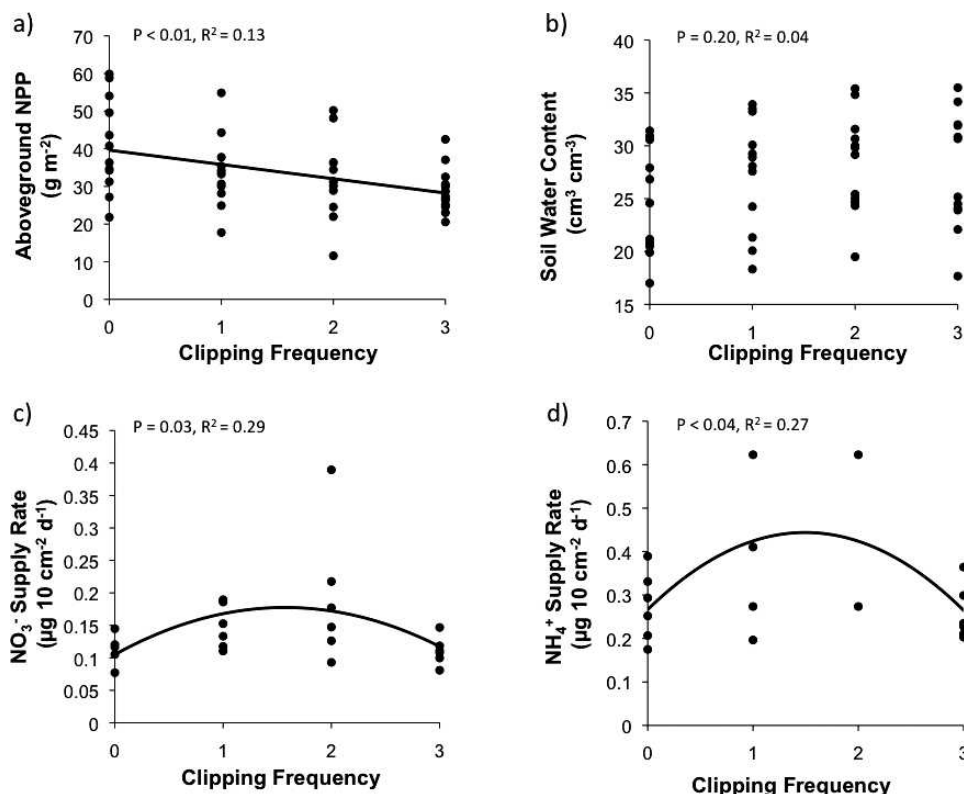 a)
P < 0.01, R² = 0.13
Aboveground NPP
(g m⁻²)
70
60
50
40
30
20
10
0
0 1 2 3
Clipping Frequency
b)
P = 0.20, R² = 0.04
Soil Water Content
(cm³ cm⁻³)
40
35
30
25
20
15
0 1 2 3
Clipping Frequency
c)
P = 0.03, R² = 0.29
NO₃⁻ Supply Rate
(µg 10 cm⁻² d⁻¹)
0.45
0.4
0.35
0.3
0.25
0.2
0.15
0.1
0.05
0
0 1 2 3
Clipping Frequency
d)
P < 0.04, R² = 0.27
NH₄⁺ Supply Rate
(µg 10 cm⁻² d⁻¹)
0.7
0.6
0.5
0.4
0.3
0.2
0.1
0
0 1 2 3
Clipping Frequency